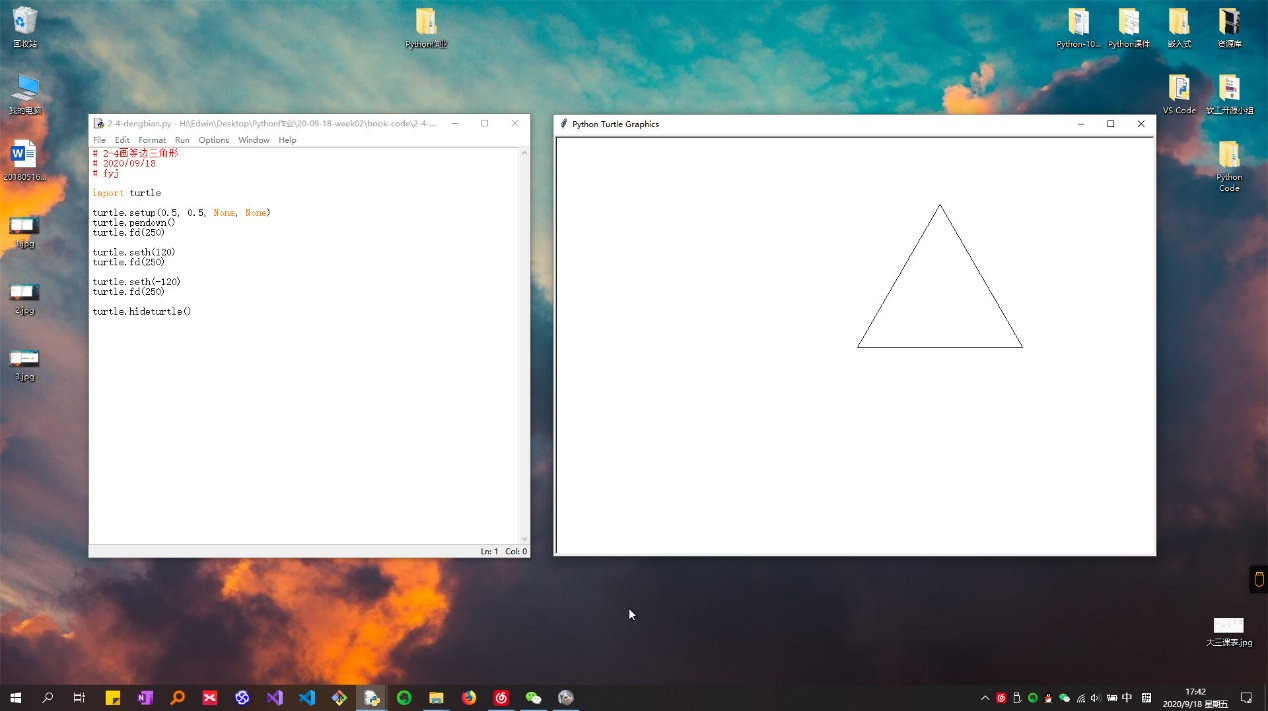 回收站
Python作业
Python-10...
Python课件
嵌入式
资源库
我的电脑
VS Code
软工开源小组
20180516...
Python
Code
1.jpg
2.jpg
3.jpg
2-4-dengbian.py - H:\Edwin\Desktop\Python作业\20-09-18-week02\book-code\2-4-...
File Edit Format Run Options Window Help
# 2-4画等边三角形
# 2020/09/18
# fyj
import turtle
turtle.setup(0.5, 0.5, None, None)
turtle.pendown()
turtle.fd(250)
turtle.seth(120)
turtle.fd(250)
turtle.seth(-120)
turtle.fd(250)
turtle.hideturtle()
Ln: 1 Col: 0
Python Turtle Graphics
大三课表.jpg
中
17:42
2020/9/18 星期五